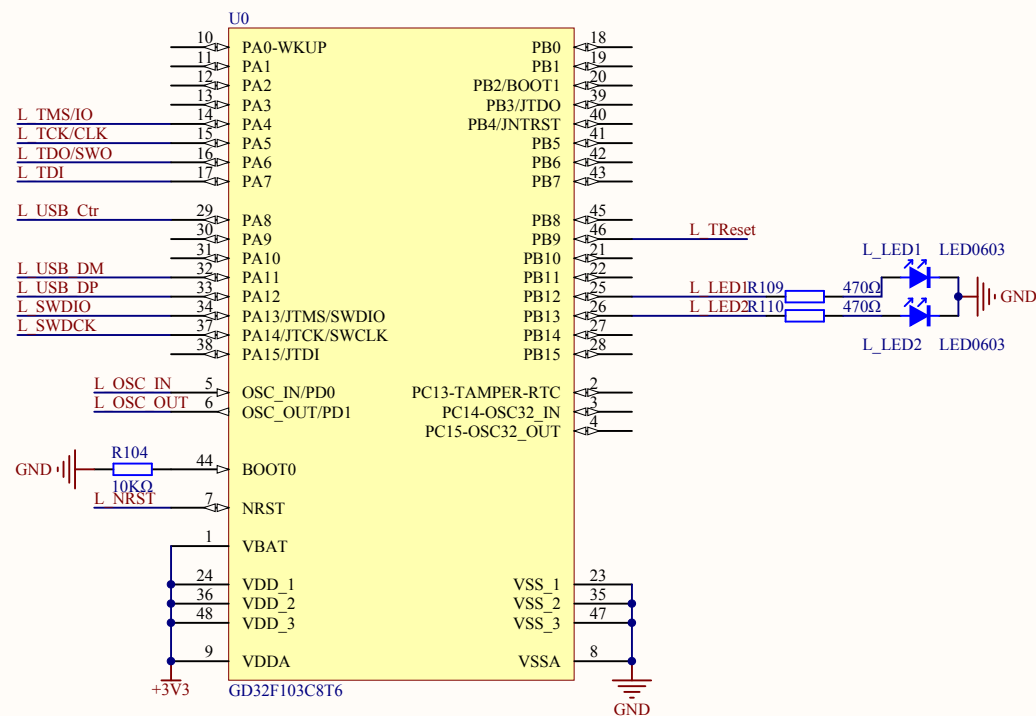 U0
10 PA0-WKUP PB0 18
11 PA1 PB1 19
12 PA2 PB2/BOOT1 20
13 PA3 PB3/JTDO 39
L_TMS/IO 14 PA4 PB4/JNTRST 40
L_TCK/CLK 15 PA5 PB5 41
L_TDO/SWO 16 PA6 PB6 42
L_TDI 17 PA7 PB7 43
L_USB_Ctr 29 PA8 PB8 45
30 PA9 PB9 46 L_TReset
31 PA10 PB10 21
L_LED1 LED0603
L_USB_DM 32 PA11 PB11 22
L_USB_DP 33 PA12 PB12 25 L_LED1 R109 470Ω GND
L_SWDIO 34 PA13/JTMS/SWDIO PB13 26 L_LED2 R110 470Ω
L_SWDCK 37 PA14/JTCK/SWCLK PB14 27
L_LED2 LED0603
38 PA15/JTDI PB15 28
L_OSC_IN 5 OSC_IN/PD0 PC13-TAMPER-RTC 2
L_OSC_OUT 6 OSC_OUT/PD1 PC14-OSC32_IN 3
PC15-OSC32_OUT 4
R104
GND 44 BOOT0
10KΩ
L_NRST 7 NRST
1 VBAT
24 VDD_1 VSS_1 23
36 VDD_2 VSS_2 35
48 VDD_3 VSS_3 47
9 VDDA VSSA 8
+3V3 GD32F103C8T6
GND